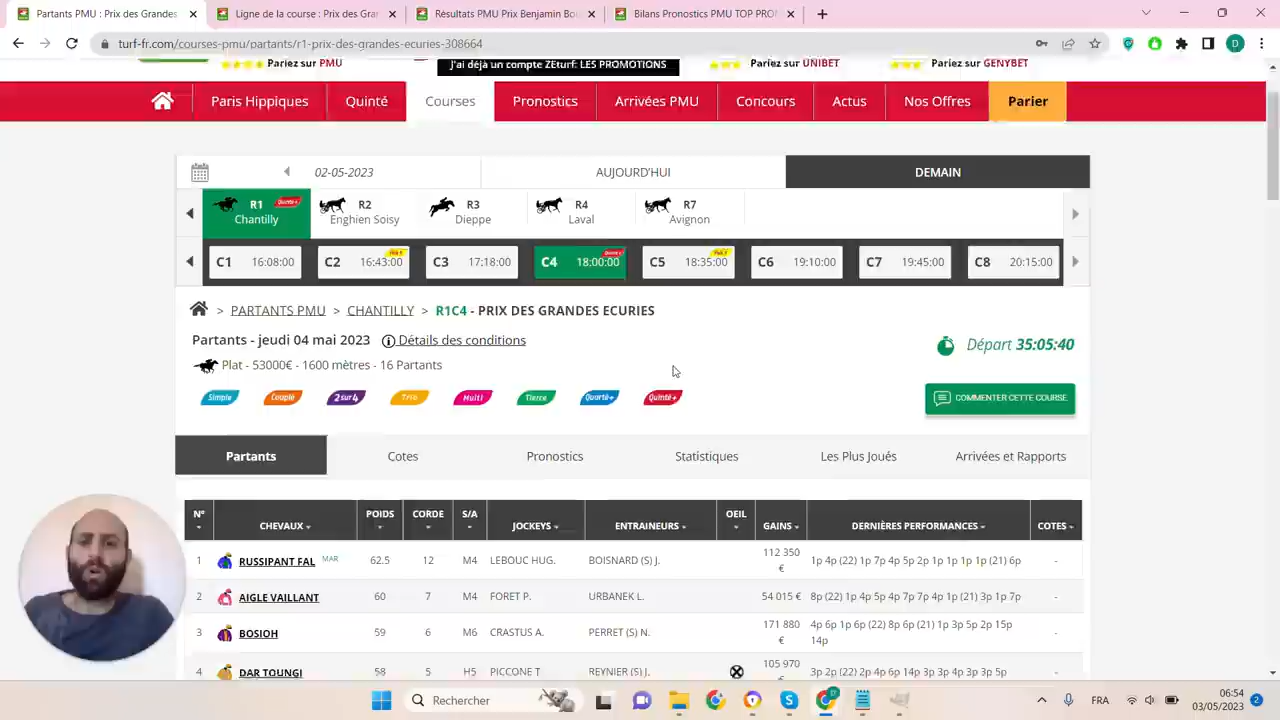 Partants PMU : Prix des Grandes
Ligne de la course : Prix des Gran
Résultats PMU Prix Benjamin Bou
Bilans Pronostics PMU TOP PRON
turf-fr.com/courses-pmu/partants/r1-prix-des-grandes-ecuries-308664
Pariez sur PMU
J'ai déjà un compte ZEturf: LES PROMOTIONS
Pariez sur UNIBET
Pariez sur GENYBET
Paris Hippiques
Quinté
Courses
Pronostics
Arrivées PMU
Concours
Actus
Nos Offres
Parier
02-05-2023
AUJOURD'HUI
DEMAIN
R1 Quinté+
Chantilly
R2
Enghien Soisy
R3
Dieppe
R4
Laval
R7
Avignon
C1 16:08:00
C2 16:43:00
C3 17:18:00
C4 18:00:00
C5 18:35:00
C6 19:10:00
C7 19:45:00
C8 20:15:00
> PARTANTS PMU > CHANTILLY > R1C4 - PRIX DES GRANDES ECURIES
Partants - jeudi 04 mai 2023 Détails des conditions
Départ 35:05:40
Plat - 53000€ - 1600 mètres - 16 Partants
Simple Couplé 2sur4 Trio Multi Tierce Quarté+ Quinté+
COMMENTER CETTE COURSE
Partants Cotes Pronostics Statistiques Les Plus Joués Arrivées et Rapports
N° CHEVAUX POIDS CORDE S/A JOCKEYS ENTRAINEURS OEIL GAINS DERNIÈRES PERFORMANCES COTES
1 RUSSIPANT FAL MAR 62.5 12 M4 LEBOUC HUG. BOISNARD (S) J. 112 350 € 1p 4p (22) 1p 7p 4p 5p 2p 1p 1p 1p 1p (21) 6p -
2 AIGLE VAILLANT 60 7 M4 FORET P. URBANEK L. 54 015 € 8p (22) 1p 4p 5p 4p 7p 7p 4p 1p (21) 3p 1p 7p -
3 BOSIOH 59 6 M6 CRASTUS A. PERRET (S) N. 171 880 € 4p 6p 1p 6p (22) 8p 6p (21) 1p 3p 5p 2p 15p 14p -
4 DAR TOUNGI 58 5 H5 PICCONE T REYNIER (S) J. 105 970 € 3p 2p (22) 2p 4p 6p 14p 3p 4p 3p 3p 3p 5p -
Rechercher
FRA
06:54
03/05/2023
2